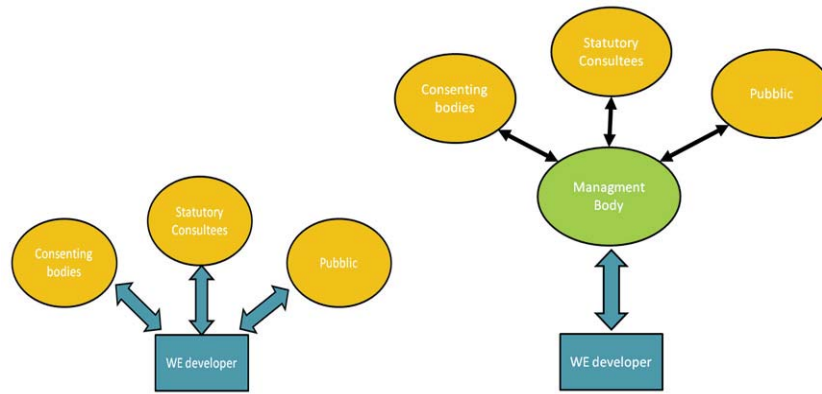 Consenting
bodies
Statutory
Consultees
Pubblic
WE developer
Consenting
bodies
Statutory
Consultees
Pubblic
Managment
Body
WE developer